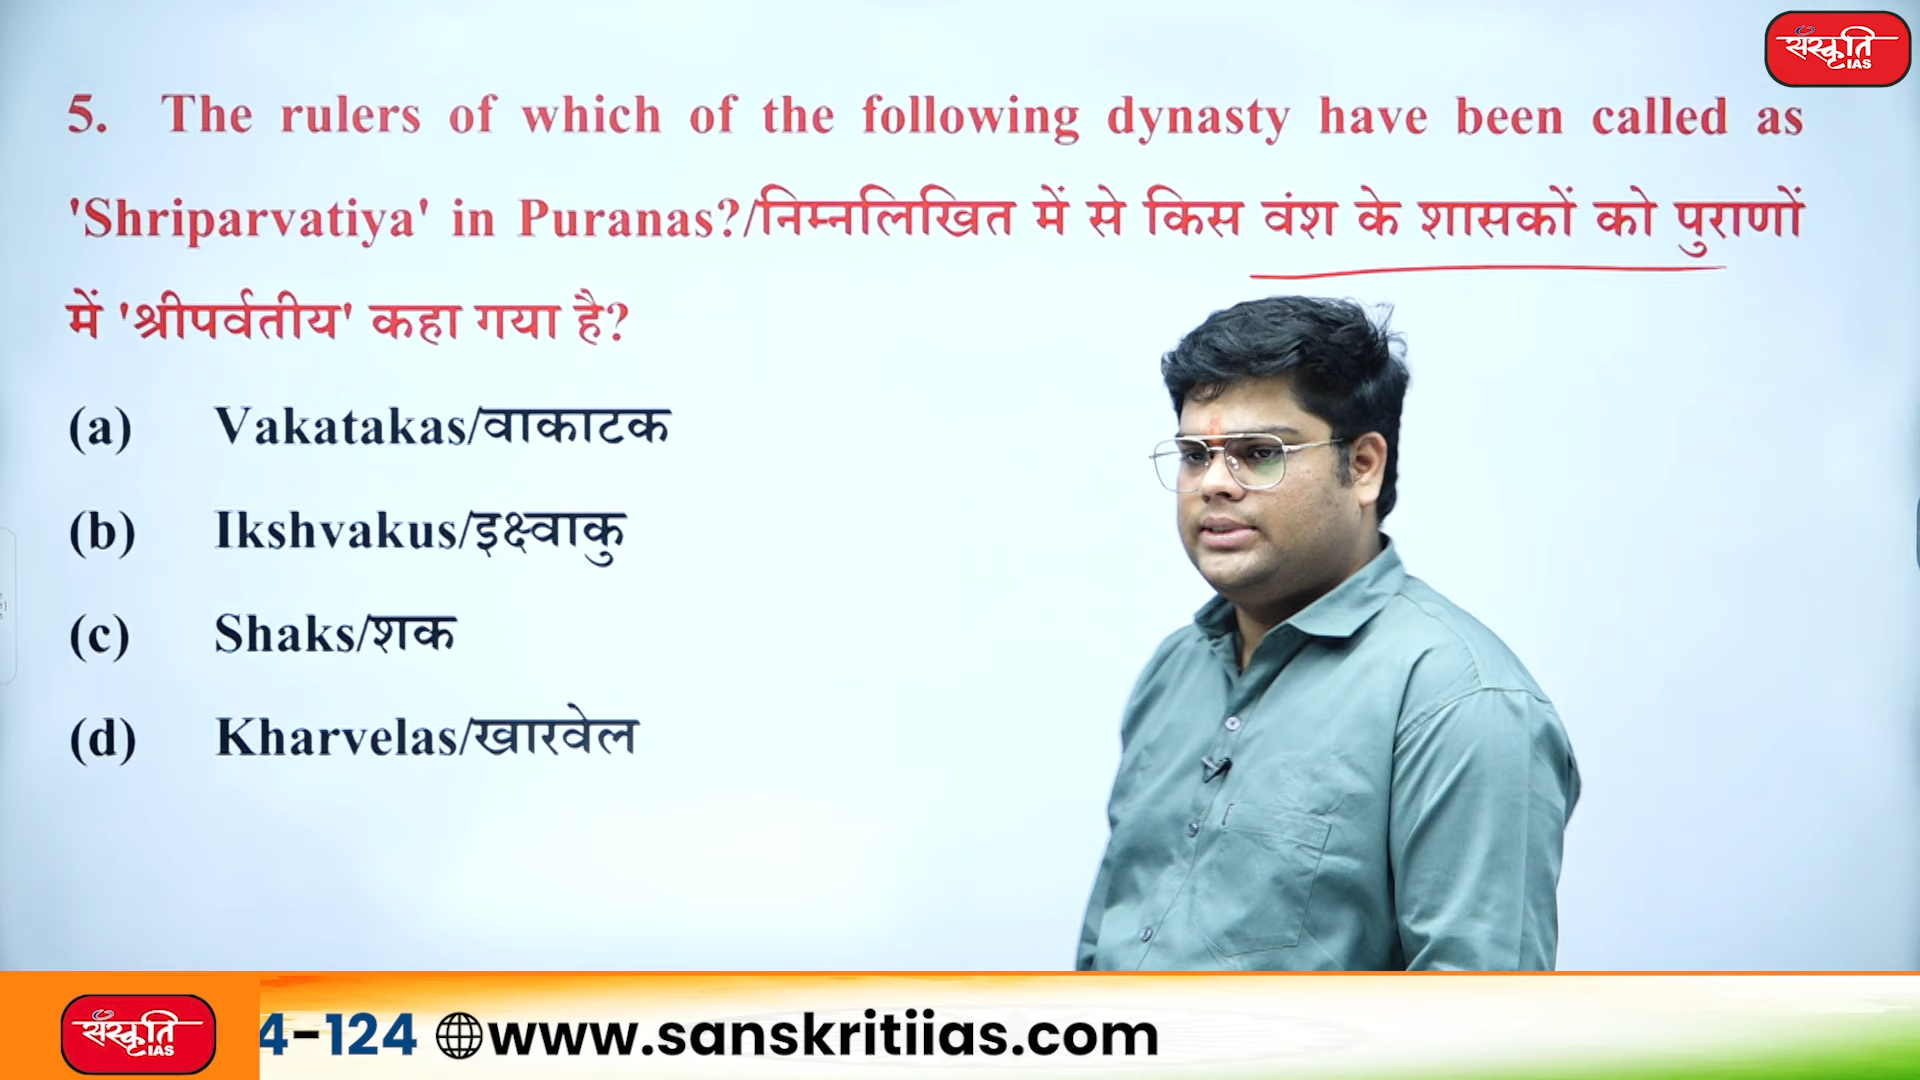 संस्कृति
IAS
5. The rulers of which of the following dynasty have been called as
'Shriparvatiya' in Puranas?/निम्नलिखित में से किस वंश के शासकों को पुराणों
में 'श्रीपर्वतीय' कहा गया है?
(a) Vakatakas/वाकाटक
(b) Ikshvakus/इक्ष्वाकु
(c) Shaks/शक
(d) Kharvelas/खारवेल
संस्कृति
IAS
4-124 www.sanskritiias.com